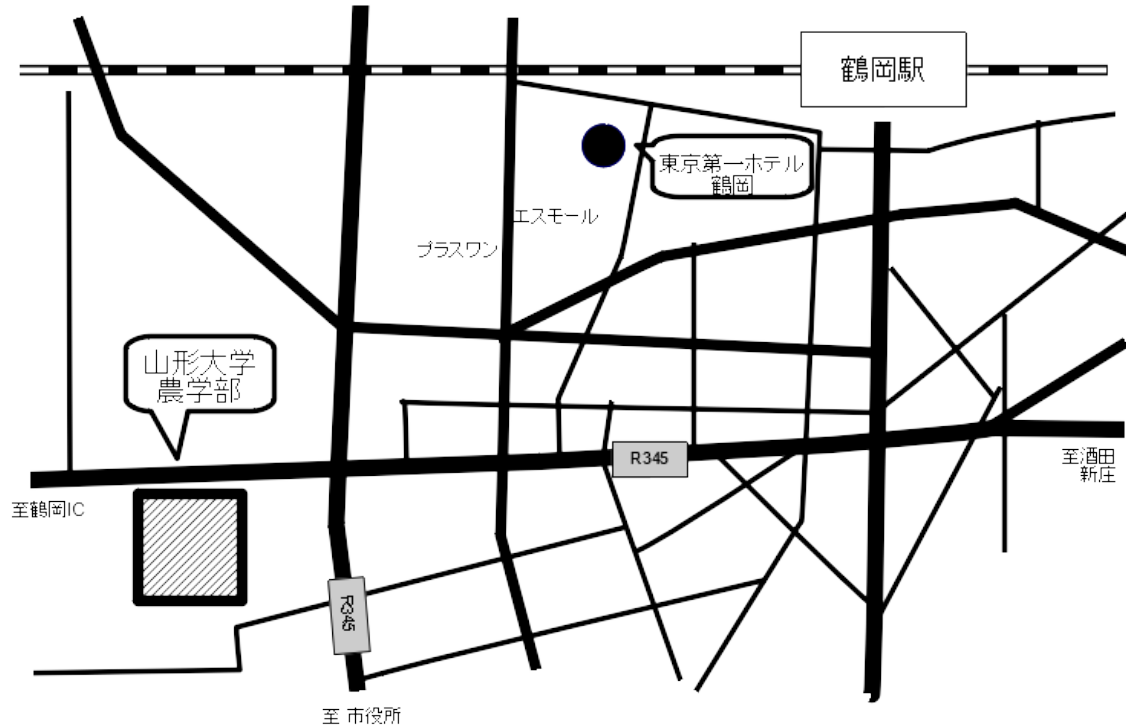 鶴岡駅
東京第一ホテル
鶴岡
エスモール
プラスワン
山形大学
農学部
R345
至酒田
新庄
至鶴岡IC
R345
至 市役所